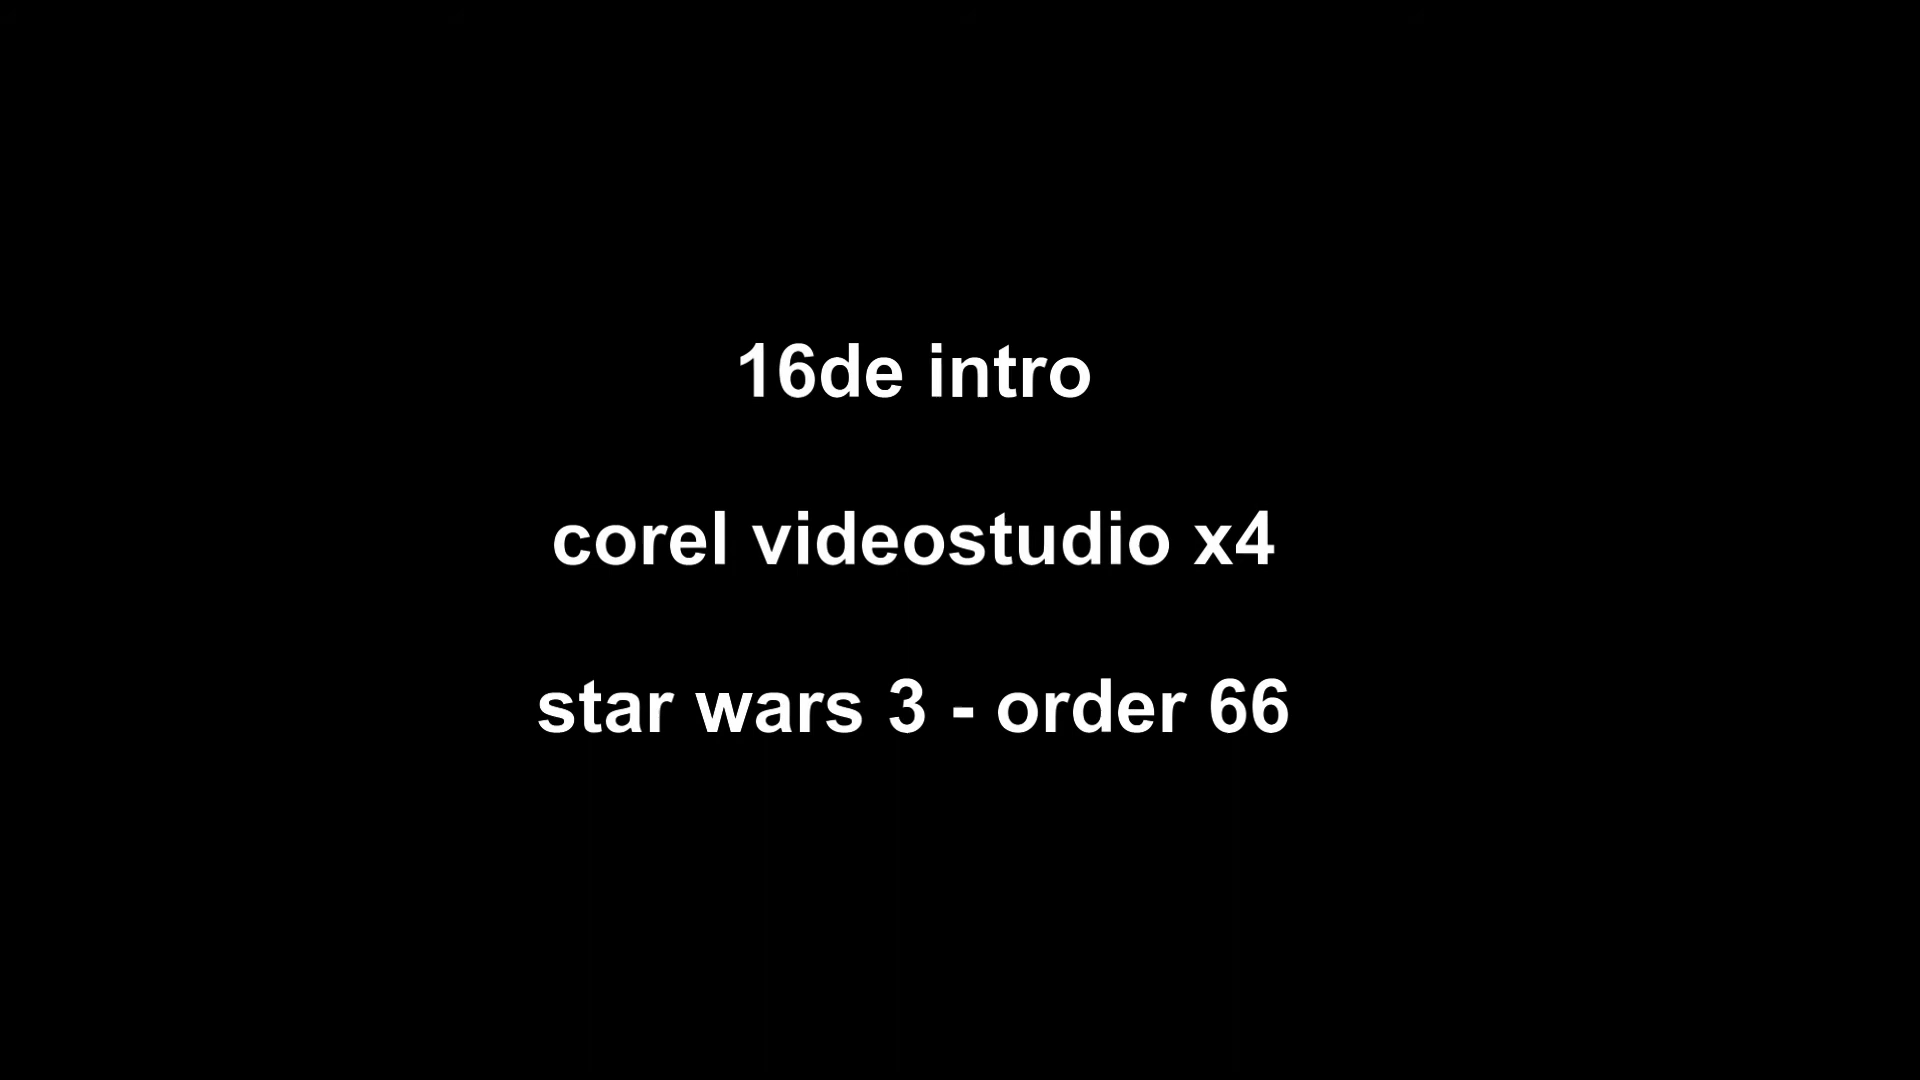 16de intro
corel videostudio x4
star wars 3 - order 66